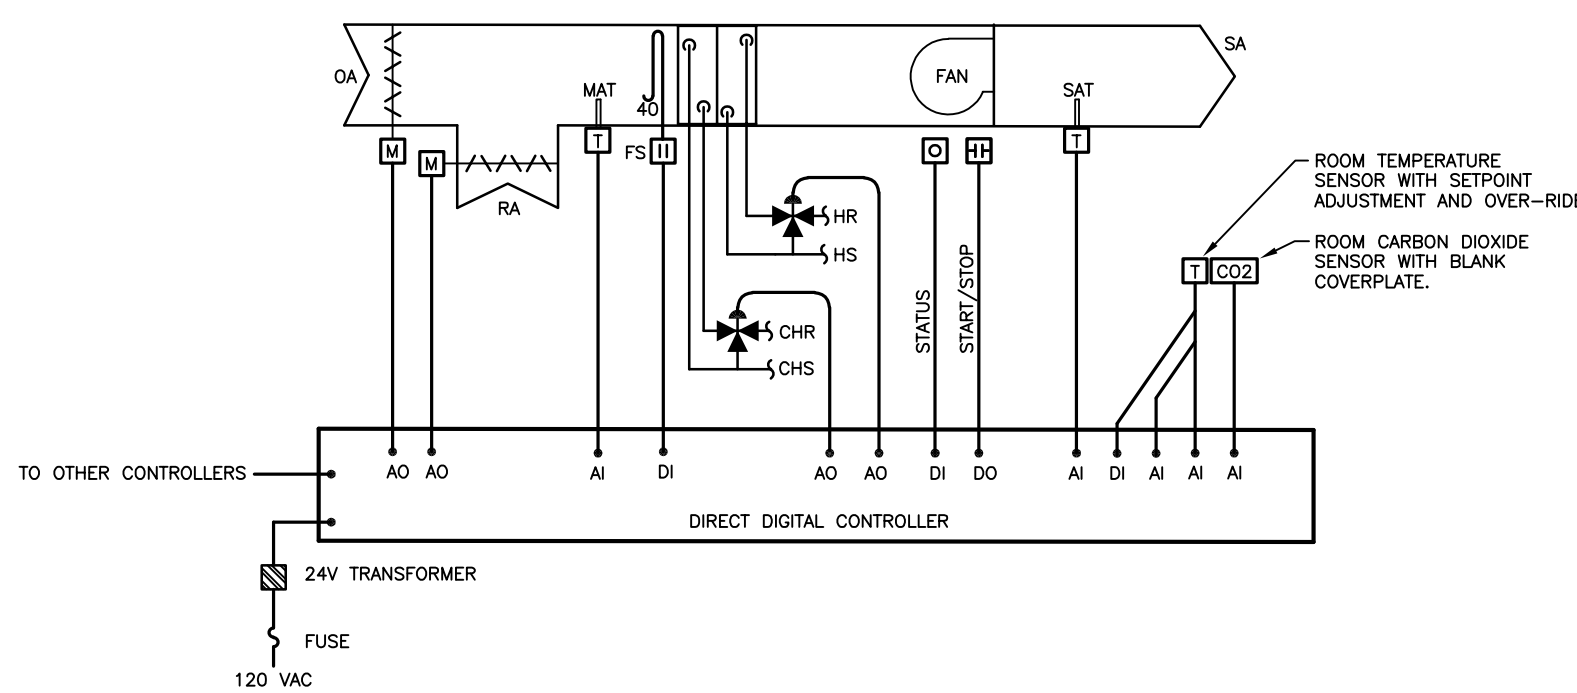 OA
SA
MAT
40
FAN
SAT
M
M
T
FS
T
RA
ROOM TEMPERATURE
SENSOR WITH SETPOINT
ADJUSTMENT AND OVER-RIDE
HR
HS
ROOM CARBON DIOXIDE
SENSOR WITH BLANK
COVERPLATE.
T
CO2
STATUS
START/STOP
CHR
CHS
TO OTHER CONTROLLERS
AO
AO
AI
DI
AO
AO
DI
DO
AI
DI
AI
AI
AI
DIRECT DIGITAL CONTROLLER
24V TRANSFORMER
FUSE
120 VAC